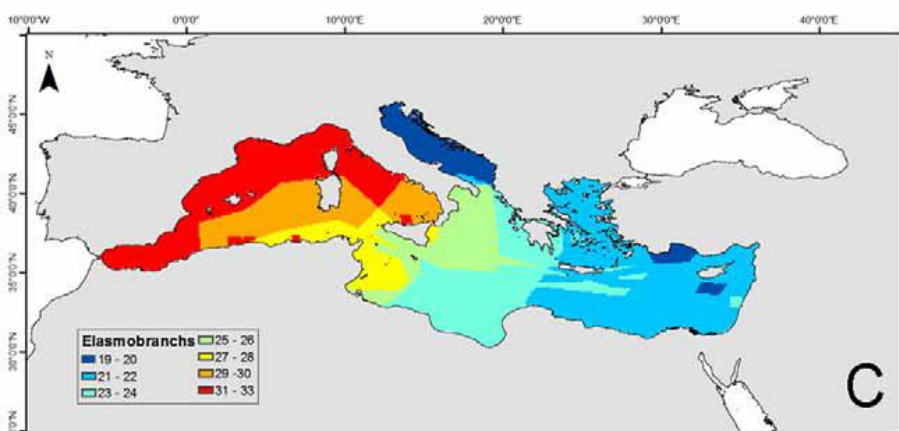 10°0'0"W 0°0'0" 10°0'0"E 20°0'0"E 30°0'0"E 40°0'0"E
N
45°0'0"N
40°0'0"N
35°0'0"N
30°0'0"N
Elasmobranchs
19 - 20
21 - 22
23 - 24
25 - 26
27 - 28
29 - 30
31 - 33
C